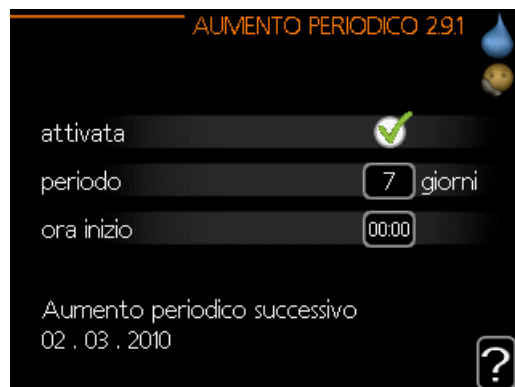 AUMENTO PERIODICO 2.9.1
attivata
periodo 7 giorni
ora inizio 00:00
Aumento periodico successivo
02 . 03 . 2010
?